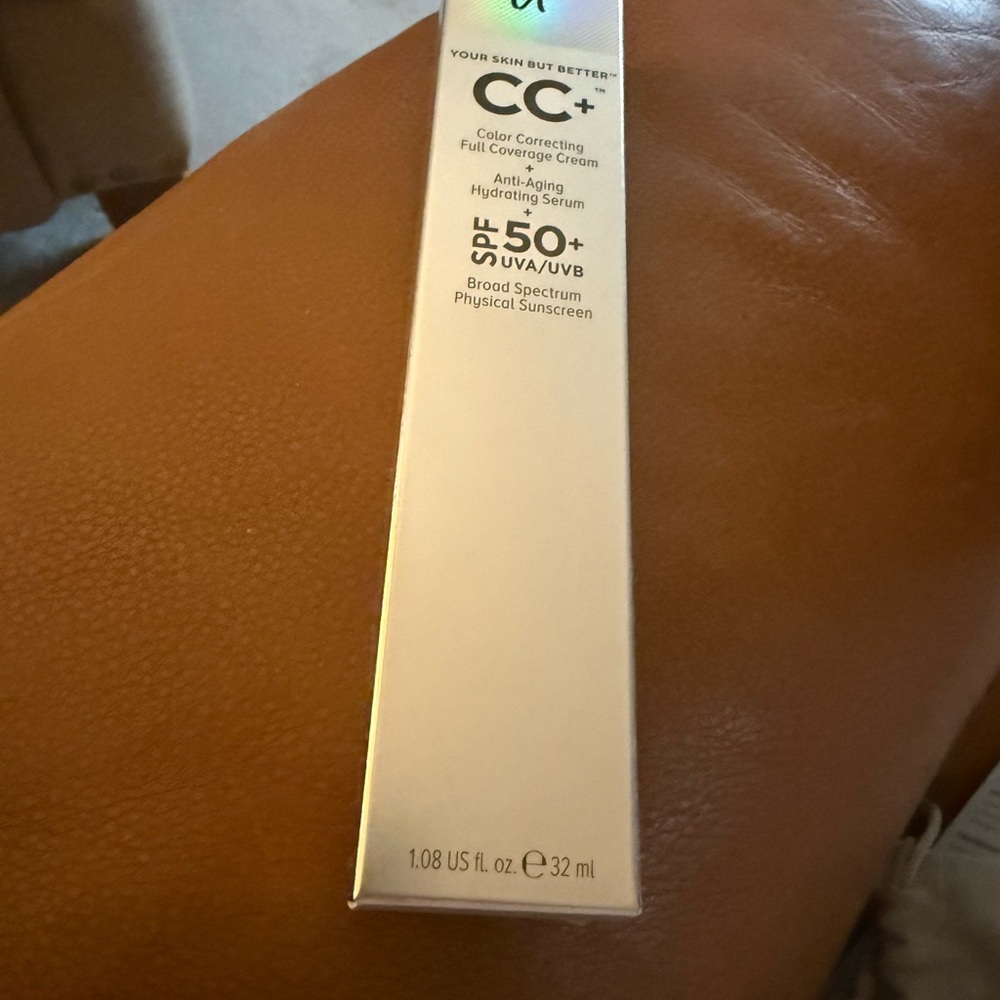 YOUR SKIN BUT BETTER™
CC+™
Color Correcting
Full Coverage Cream
+
Anti-Aging
Hydrating Serum
+
SPF 50+
UVA/UVB
Broad Spectrum
Physical Sunscreen
1.08 US fl. oz. ℮ 32 ml